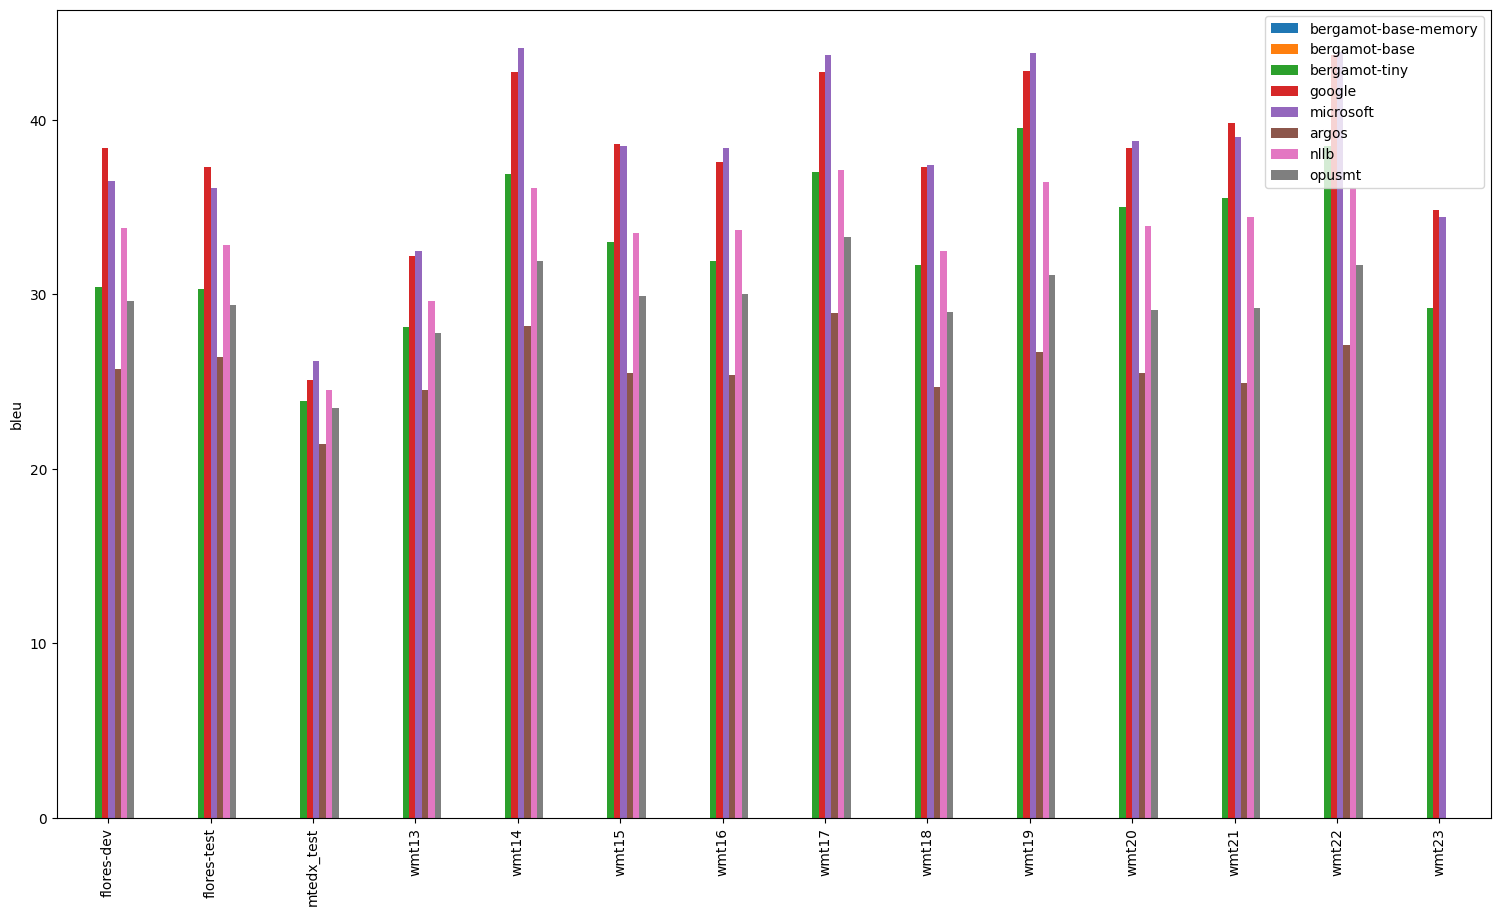 bergamot-base-memory
bergamot-base
bergamot-tiny
google
microsoft
argos
nllb
opusmt
bleu
40
30
20
10
0
flores-dev
flores-test
mtedx_test
wmt13
wmt14
wmt15
wmt16
wmt17
wmt18
wmt19
wmt20
wmt21
wmt22
wmt23